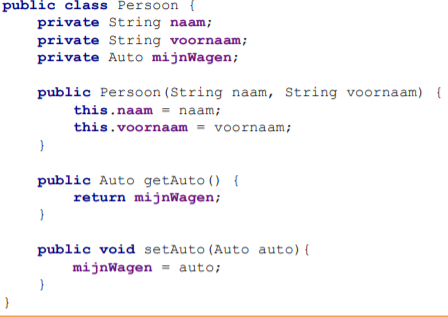 public class Persoon {
    private String naam;
    private String voornaam;
    private Auto mijnWagen;

    public Persoon(String naam, String voornaam) {
        this.naam = naam;
        this.voornaam = voornaam;
    }

    public Auto getAuto() {
        return mijnWagen;
    }

    public void setAuto(Auto auto){
        mijnWagen = auto;
    }
}